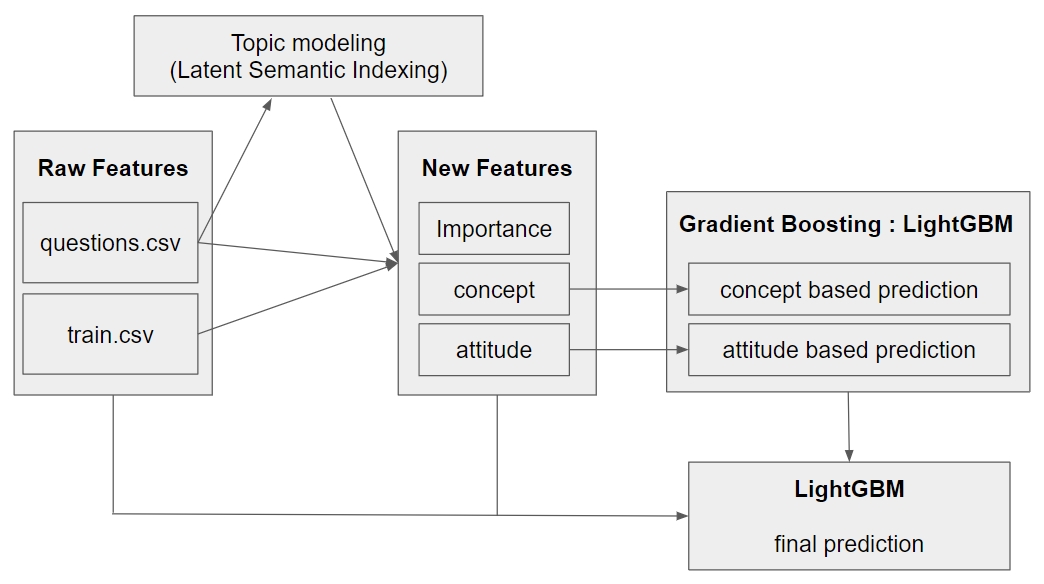 Topic modeling
(Latent Semantic Indexing)
Raw Features
questions.csv
train.csv
New Features
Importance
concept
attitude
Gradient Boosting : LightGBM
concept based prediction
attitude based prediction
LightGBM
final prediction